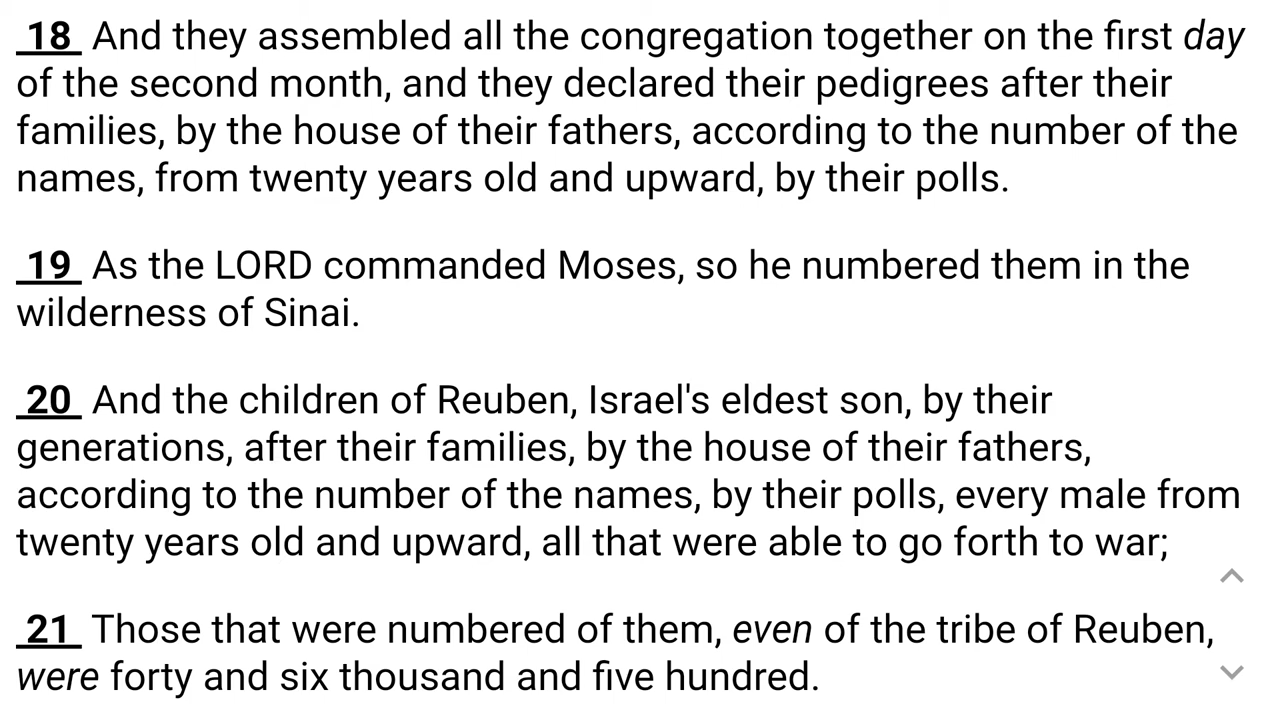 18 And they assembled all the congregation together on the first day
of the second month, and they declared their pedigrees after their
families, by the house of their fathers, according to the number of the
names, from twenty years old and upward, by their polls.
19 As the LORD commanded Moses, so he numbered them in the
wilderness of Sinai.
20 And the children of Reuben, Israel's eldest son, by their
generations, after their families, by the house of their fathers,
according to the number of the names, by their polls, every male from
twenty years old and upward, all that were able to go forth to war;
21 Those that were numbered of them, even of the tribe of Reuben,
were forty and six thousand and five hundred.